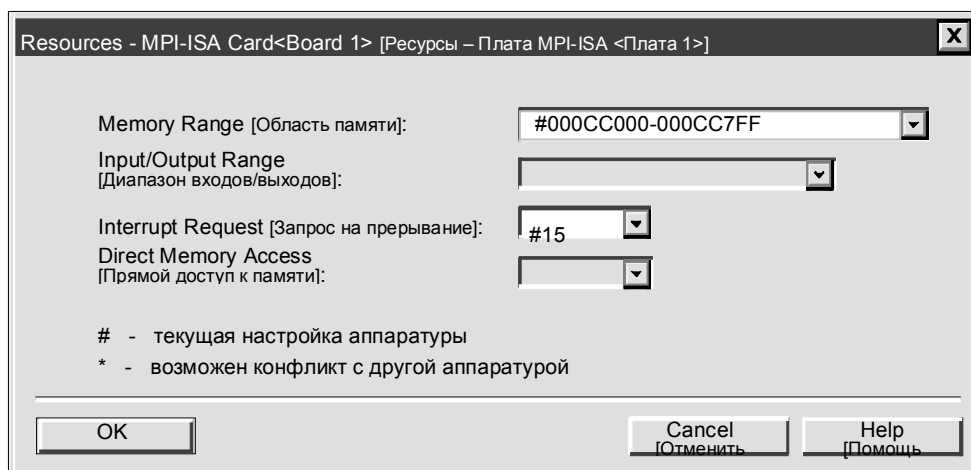 Resources - MPI-ISA Card<Board 1> [Ресурсы – Плата MPI-ISA <Плата 1>]
X
Memory Range [Область памяти]:
#000CC000-000CC7FF
Input/Output Range
[Диапазон входов/выходов]:
Interrupt Request [Запрос на прерывание]:
#15
Direct Memory Access
[Прямой доступ к памяти]:
# - текущая настройка аппаратуры
* - возможен конфликт с другой аппаратурой
OK
Cancel
[Отменить
Help
[Помощь